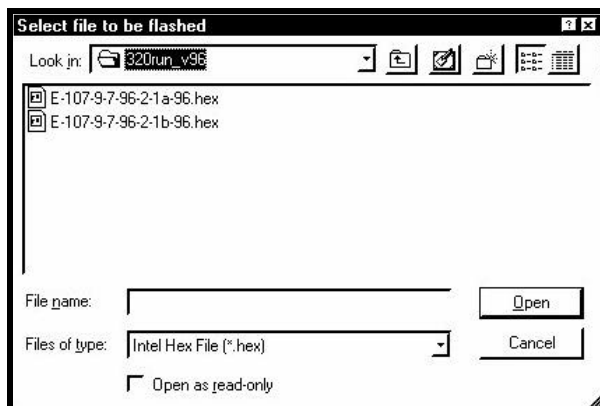 Select file to be flashed
Look in: 320run_v96
E-107-9-7-96-2-1a-96.hex
E-107-9-7-96-2-1b-96.hex
File name:
Open
Files of type: Intel Hex File (*.hex)
Cancel
Open as read-only